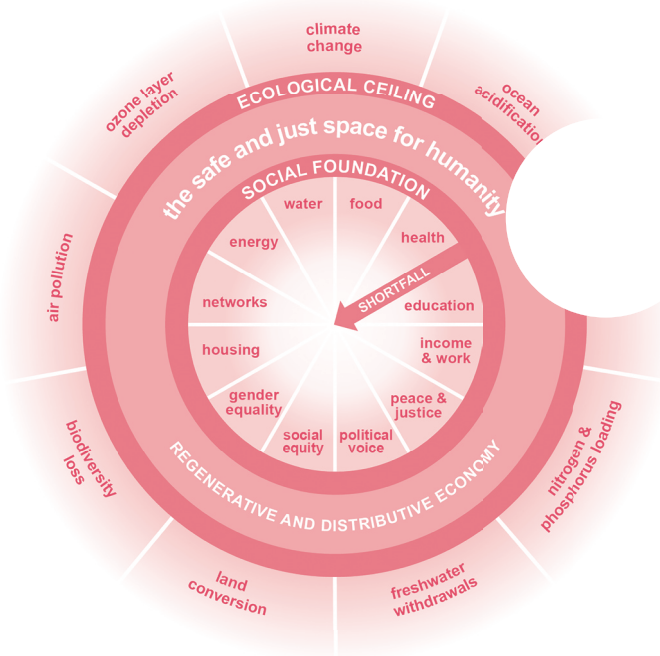 climate
change
ocean
acidification
ozone layer
depletion
ECOLOGICAL CEILING
the safe and just space for humanity
SOCIAL FOUNDATION
water
food
energy
health
SHORTFALL
networks
education
housing
income
& work
gender
equality
peace &
justice
social
equity
political
voice
REGENERATIVE AND DISTRIBUTIVE ECONOMY
air pollution
biodiversity
loss
nitrogen &
phosphorus loading
land
conversion
freshwater
withdrawals